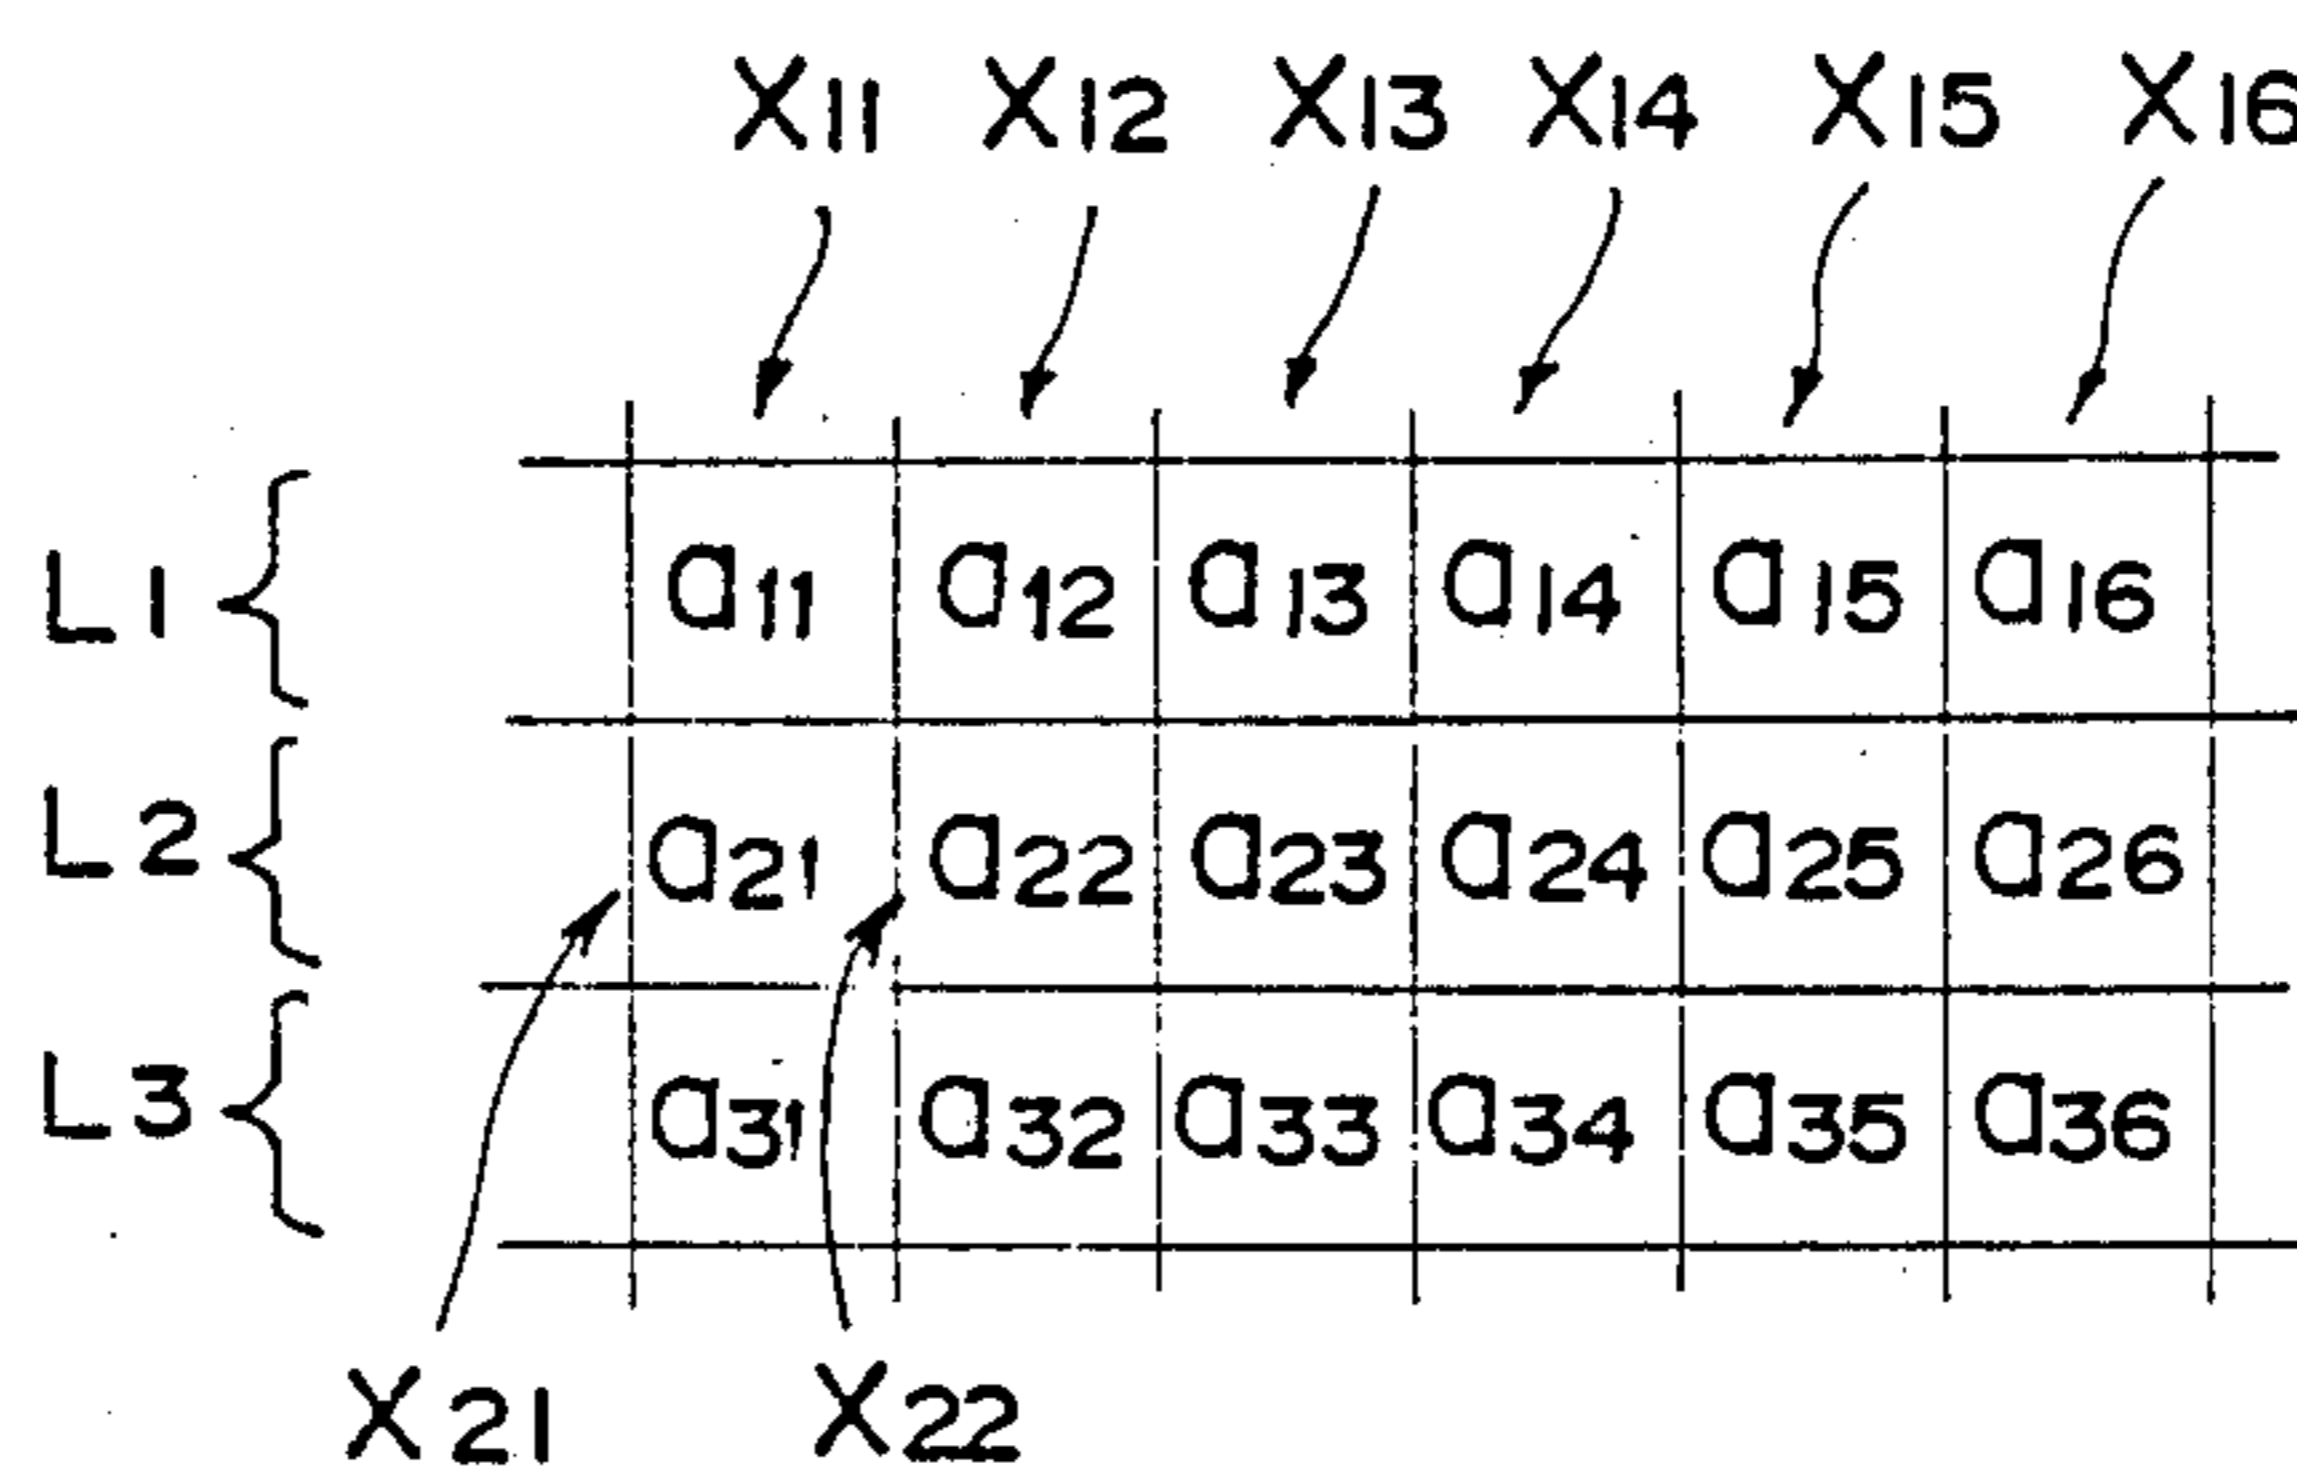 X11 X12 X13 X14 X15 X16
L1 a11 a12 a13 a14 a15 a16
L2 a21 a22 a23 a24 a25 a26
L3 a31 a32 a33 a34 a35 a36
X21 X22